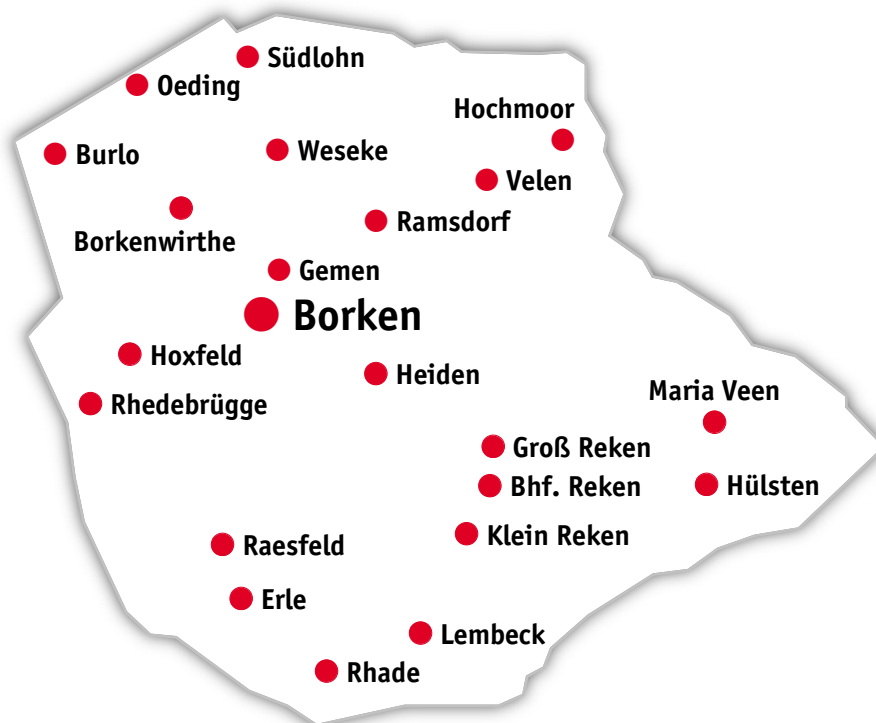 Südlohn
Oeding
Hochmoor
Burlo
Weseke
Velen
Ramsdorf
Borkenwirthe
Gemen
Borken
Hoxfeld
Heiden
Maria Veen
Rhedebrügge
Groß Reken
Bhf. Reken
Hülsten
Klein Reken
Raesfeld
Erle
Lembeck
Rhade